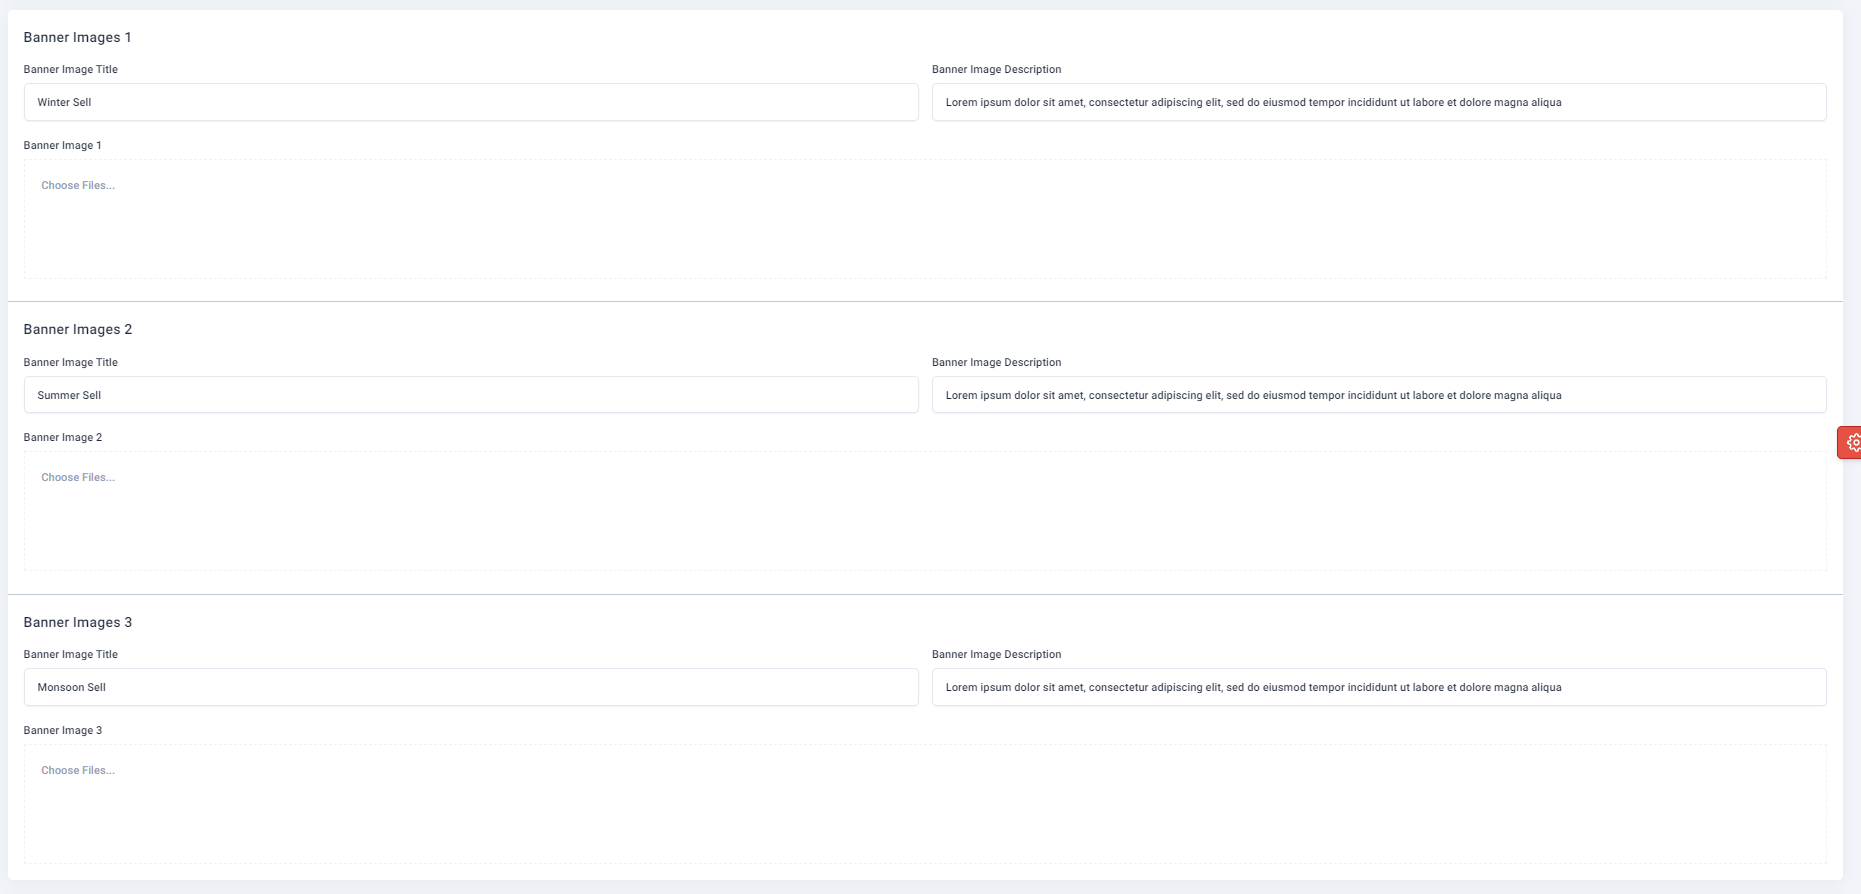 Banner Images 1
Banner Image Title
Banner Image Description
Winter Sell
Lorem ipsum dolor sit amet, consectetur adipiscing elit, sed do eiusmod tempor incididunt ut labore et dolore magna aliqua
Banner Image 1
Choose Files...
Banner Images 2
Banner Image Title
Banner Image Description
Summer Sell
Lorem ipsum dolor sit amet, consectetur adipiscing elit, sed do eiusmod tempor incididunt ut labore et dolore magna aliqua
Banner Image 2
Choose Files...
Banner Images 3
Banner Image Title
Banner Image Description
Monsoon Sell
Lorem ipsum dolor sit amet, consectetur adipiscing elit, sed do eiusmod tempor incididunt ut labore et dolore magna aliqua
Banner Image 3
Choose Files...